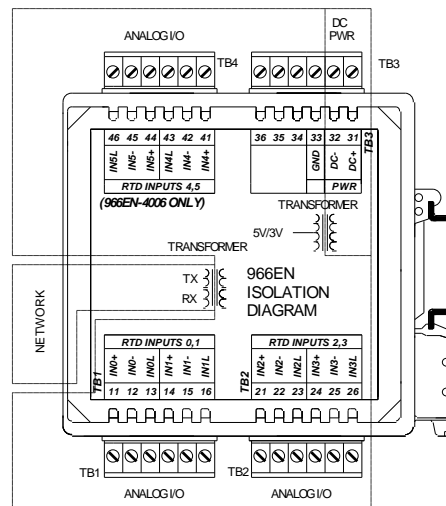 ANALOG I/O
DC
PWR
TB4
TB3
46 45 44 43 42 41
IN5L IN5- IN5+ IN4L IN4- IN4+
RTD INPUTS 4,5
(966EN-4006 ONLY)
36 35 34 33 32 31
GND DC- DC+
PWR
TB3
TRANSFORMER
5V/3V
TRANSFORMER
TX
RX
966EN
ISOLATION
DIAGRAM
NETWORK
RTD INPUTS 0,1
TB1
IN0+ IN0- IN0L IN1+ IN1- IN1L
11 12 13 14 15 16
RTD INPUTS 2,3
TB2
IN2+ IN2- IN2L IN3+ IN3- IN3L
21 22 23 24 25 26
TB1
TB2
ANALOG I/O
ANALOG I/O